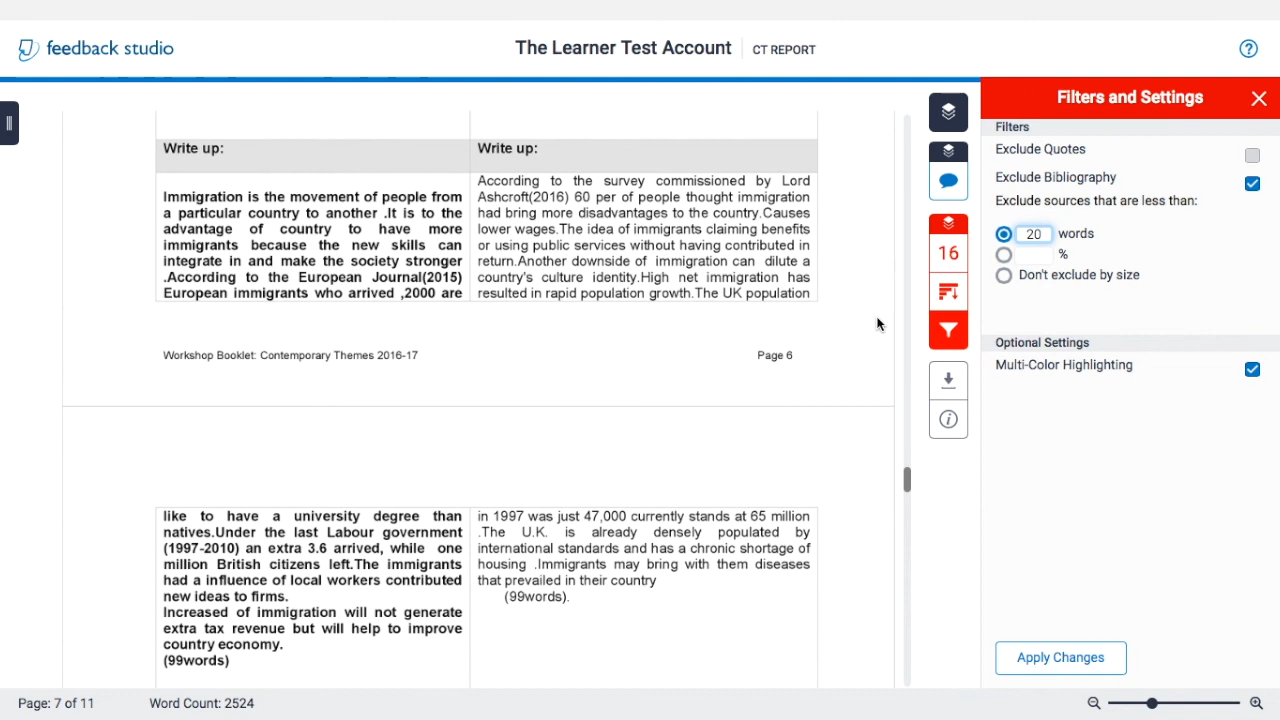 feedback studio
The Learner Test Account
CT REPORT
Filters and Settings
Filters
Exclude Quotes
Exclude Bibliography
Exclude sources that are less than:
20 words
%
Don't exclude by size
Optional Settings
Multi-Color Highlighting
Apply Changes
16
Write up:
Immigration is the movement of people from
a particular country to another .It is to the
advantage of country to have more
immigrants because the new skills can
integrate in and make the society stronger
.According to the European Journal(2015)
European immigrants who arrived ,2000 are
Write up:
According to the survey commissioned by Lord
Ashcroft(2016) 60 per of people thought immigration
had bring more disadvantages to the country.Causes
lower wages.The idea of immigrants claiming benefits
or using public services without having contributed in
return.Another downside of immigration can dilute a
country's culture identity.High net immigration has
resulted in rapid population growth.The UK population
Workshop Booklet: Contemporary Themes 2016-17
Page 6
like to have a university degree than
natives.Under the last Labour government
(1997-2010) an extra 3.6 arrived, while one
million British citizens left.The immigrants
had a influence of local workers contributed
new ideas to firms.
Increased of immigration will not generate
extra tax revenue but will help to improve
country economy.
(99words)
in 1997 was just 47,000 currently stands at 65 million
.The U.K. is already densely populated by
international standards and has a chronic shortage of
housing .Immigrants may bring with them diseases
that prevailed in their country
(99words).
Page: 7 of 11
Word Count: 2524